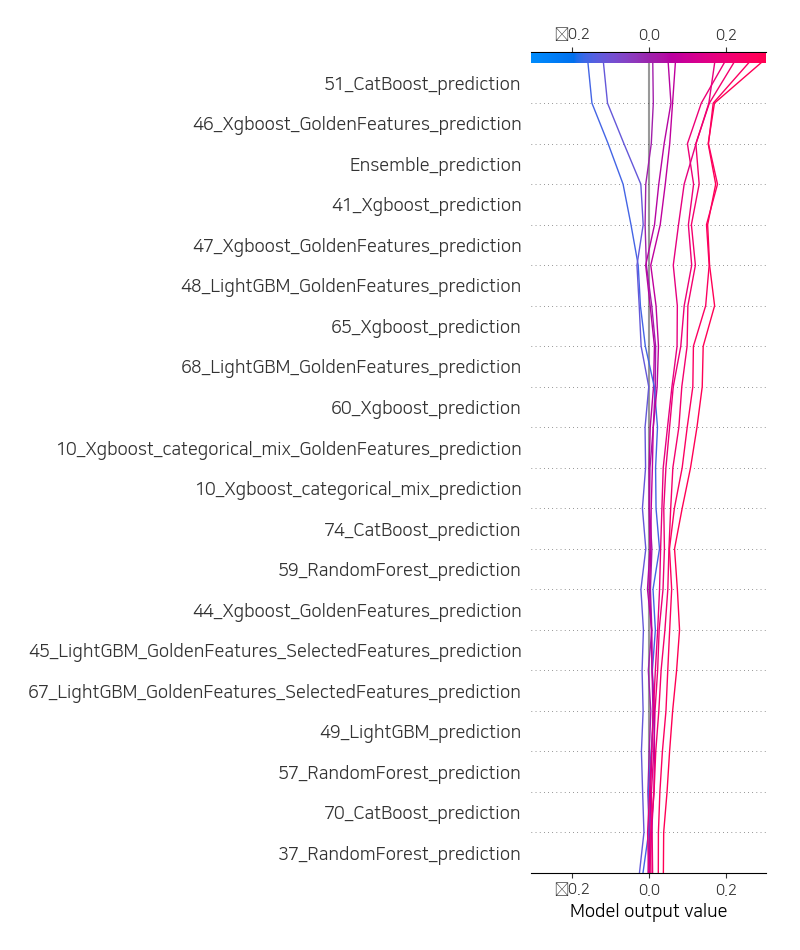 0.2 0.0 0.2
51_CatBoost_prediction
46_Xgboost_GoldenFeatures_prediction
Ensemble_prediction
41_Xgboost_prediction
47_Xgboost_GoldenFeatures_prediction
48_LightGBM_GoldenFeatures_prediction
65_Xgboost_prediction
68_LightGBM_GoldenFeatures_prediction
60_Xgboost_prediction
10_Xgboost_categorical_mix_GoldenFeatures_prediction
10_Xgboost_categorical_mix_prediction
74_CatBoost_prediction
59_RandomForest_prediction
44_Xgboost_GoldenFeatures_prediction
45_LightGBM_GoldenFeatures_SelectedFeatures_prediction
67_LightGBM_GoldenFeatures_SelectedFeatures_prediction
49_LightGBM_prediction
57_RandomForest_prediction
70_CatBoost_prediction
37_RandomForest_prediction
0.2 0.0 0.2
Model output value